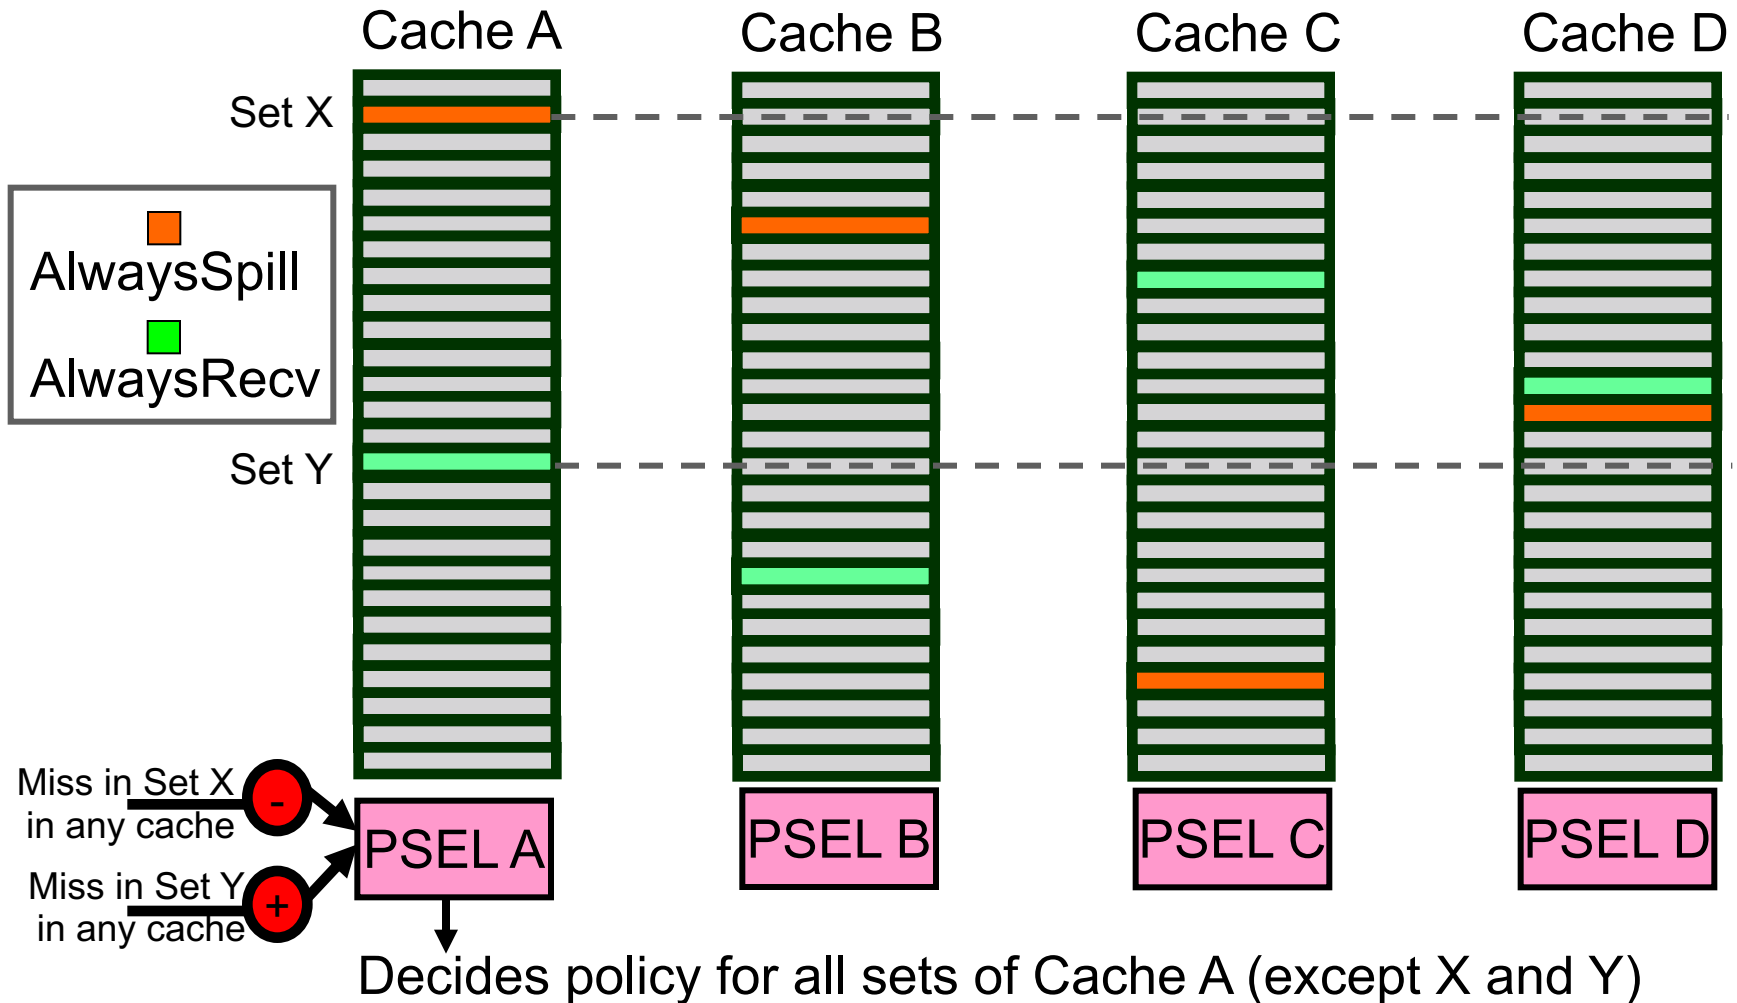 Cache A
Cache B
Cache C
Cache D
Set X
AlwaysSpill
AlwaysRecv
Set Y
Miss in Set X
in any cache
-
Miss in Set Y
in any cache
+
PSEL A
PSEL B
PSEL C
PSEL D
Decides policy for all sets of Cache A (except X and Y)